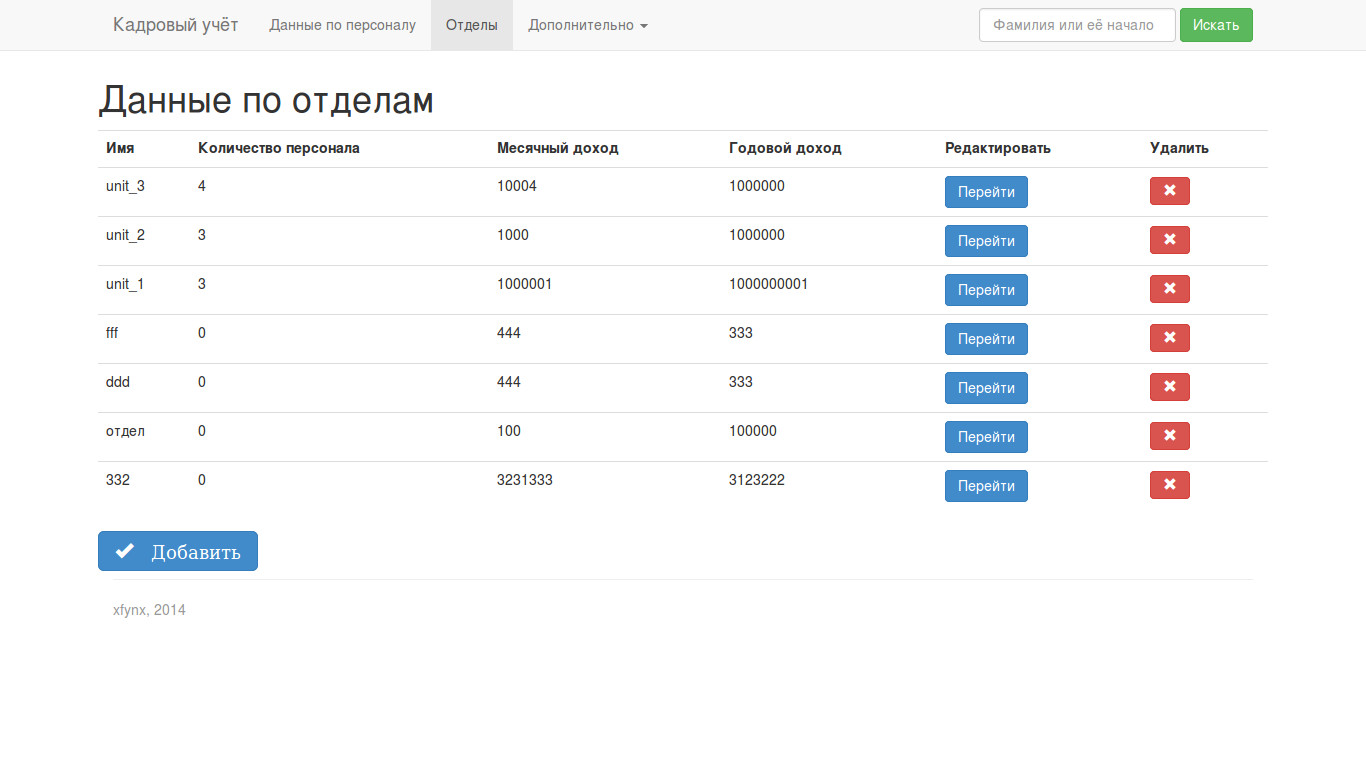 Кадровый учёт Данные по персоналу Отделы Дополнительно Фамилия или её начало Искать
Данные по отделам
Имя Количество персонала Месячный доход Годовой доход Редактировать Удалить
unit_3 4 10004 1000000 Перейти
unit_2 3 1000 1000000 Перейти
unit_1 3 1000001 1000000001 Перейти
fff 0 444 333 Перейти
ddd 0 444 333 Перейти
отдел 0 100 100000 Перейти
332 0 3231333 3123222 Перейти
Добавить
xfynx, 2014